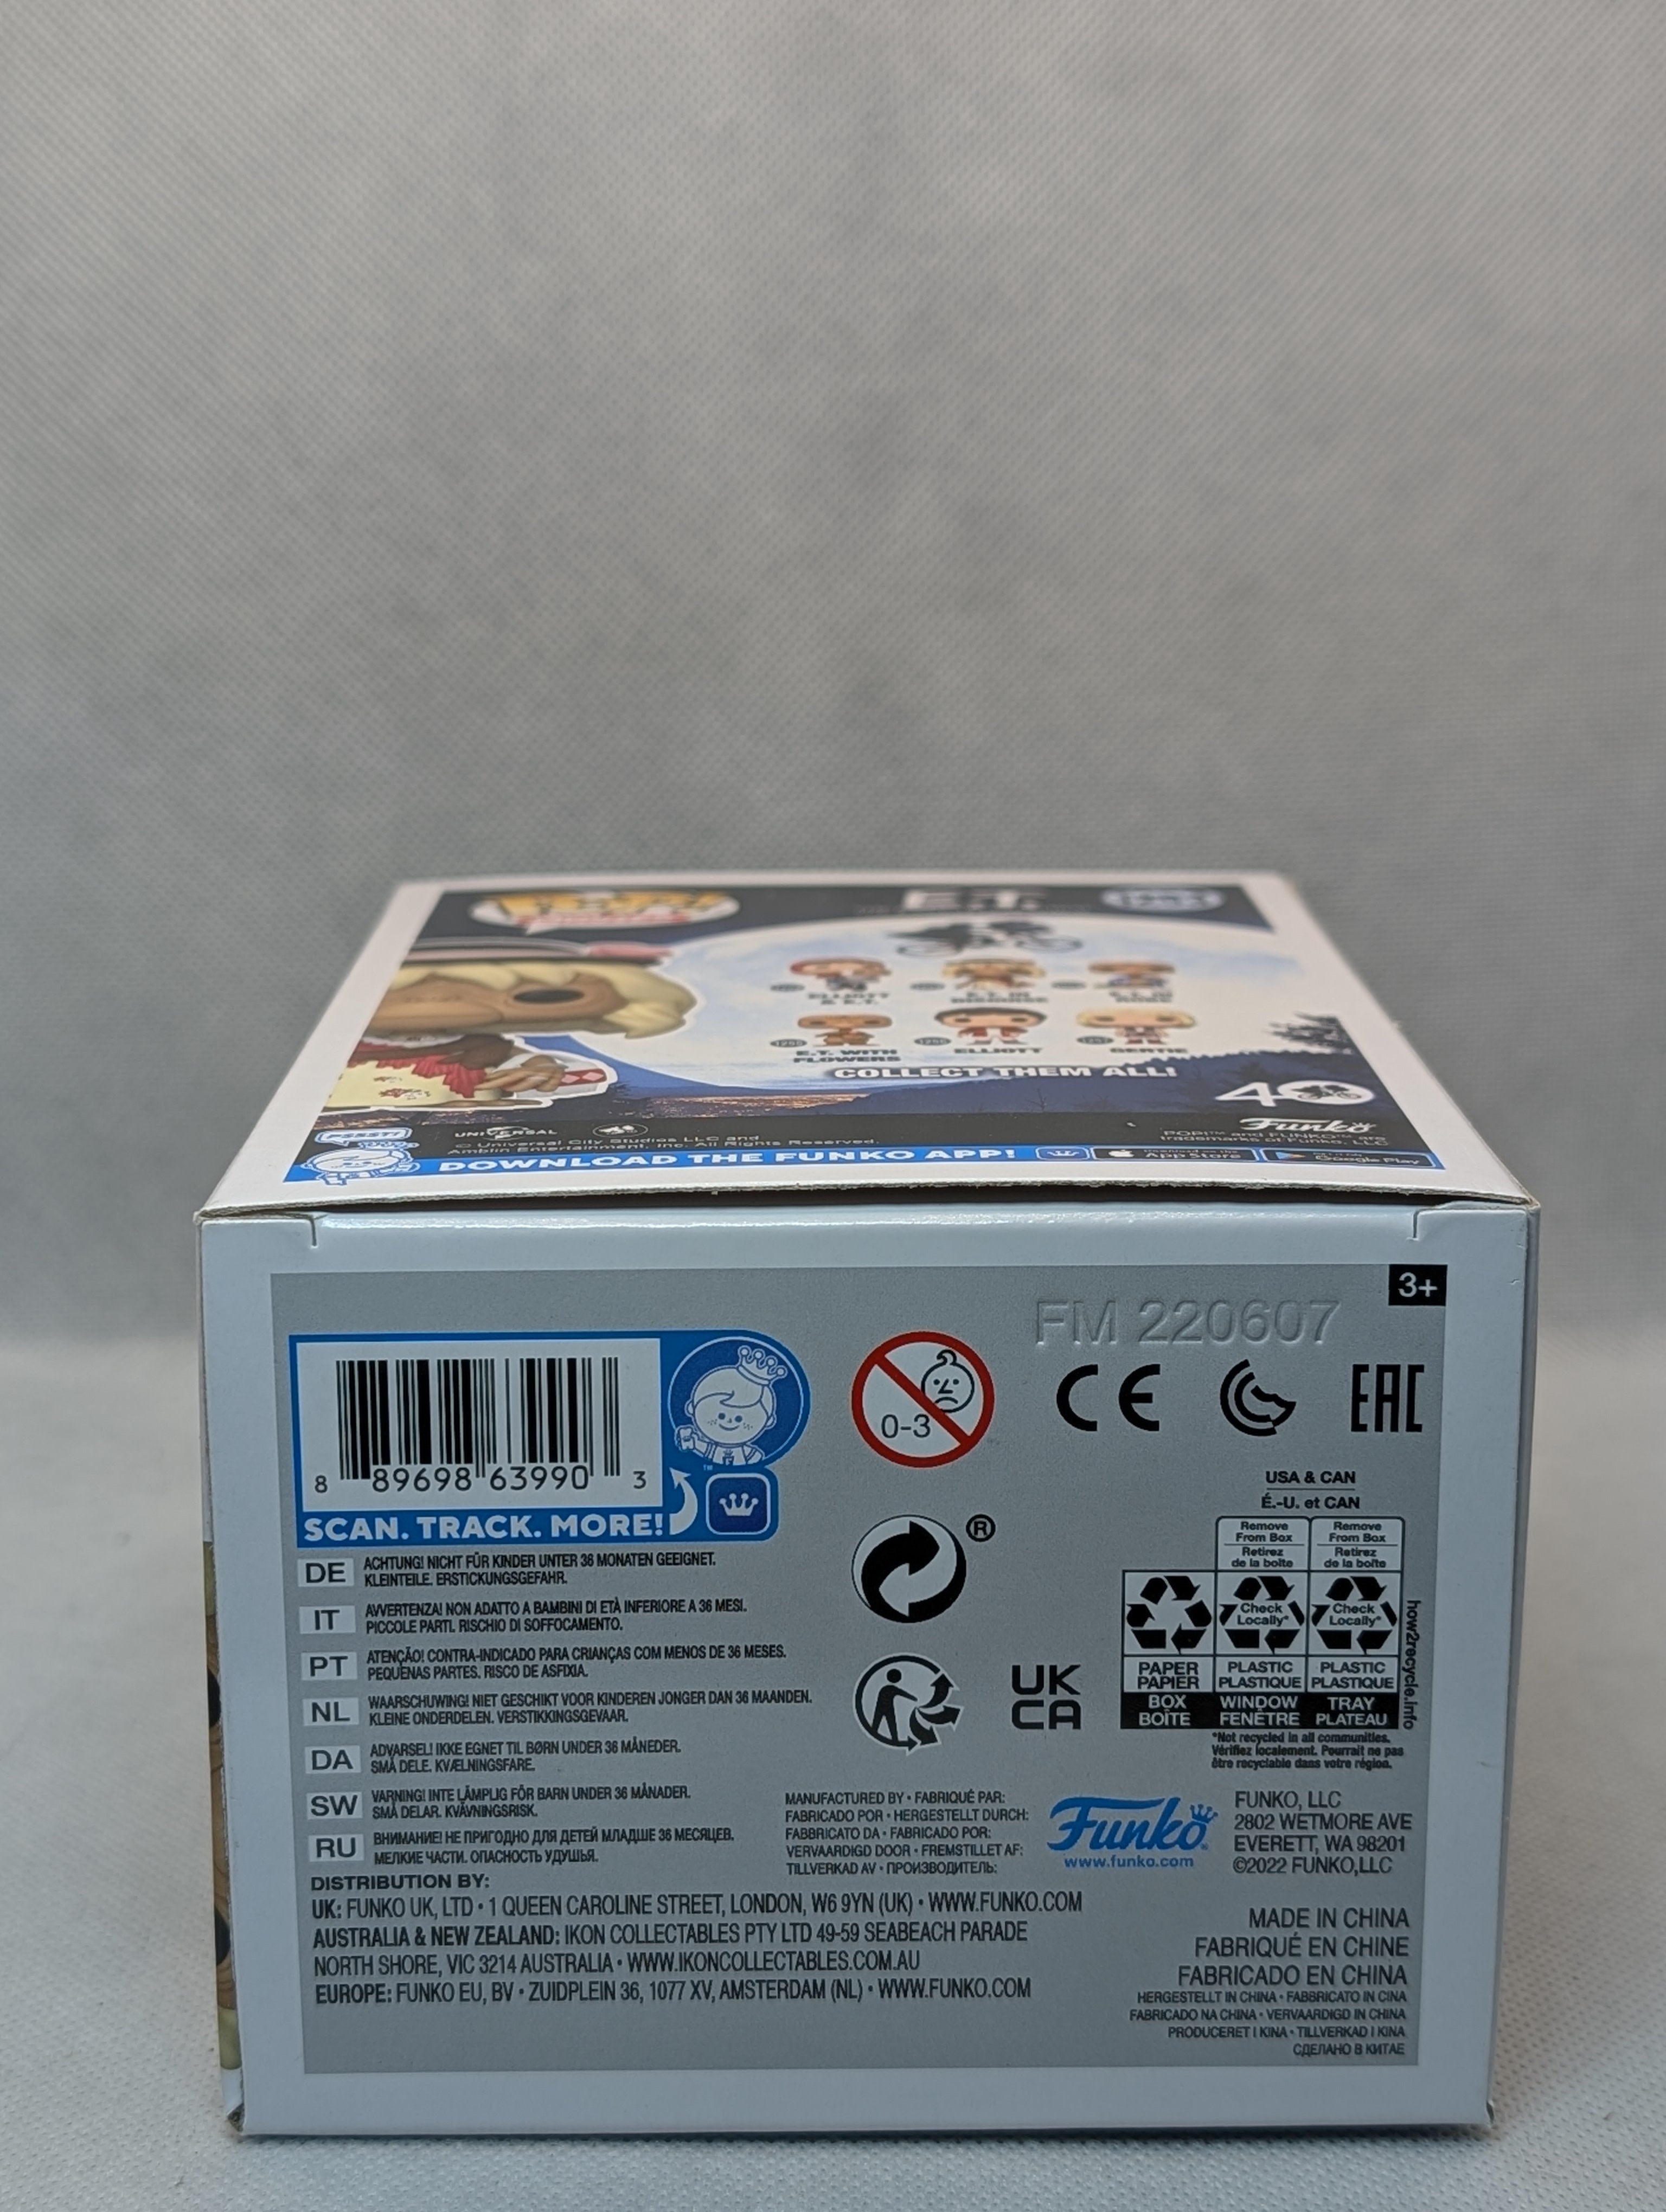 E.T.
ELLIOTT
& E.T.
E.T. IN
DISGUISE
E.T. IN
ROBE
E.T. WITH
FLOWERS
ELLIOTT
GERTIE
COLLECT THEM ALL!
40
PSSST!
UNIVERSAL
© Universal City Studios LLC and
Amblin Entertainment, Inc. All Rights Reserved.
Funko
POP!™ and FUNKO™ are
trademarks of Funko, LLC
DOWNLOAD THE FUNKO APP!
App Store
Google Play
3+
FM 220607
8 89698 63990 3
SCAN. TRACK. MORE!
™
0-3
CE
EAC
®
UK
CA
USA & CAN
É.-U. et CAN
Remove
From Box
Retirez
de la boîte
Remove
From Box
Retirez
de la boîte
Check
Locally*
Check
Locally*
PAPER
PAPIER
PLASTIC
PLASTIQUE
PLASTIC
PLASTIQUE
BOX
BOÎTE
WINDOW
FENÊTRE
TRAY
PLATEAU
how2recycle.info
*Not recycled in all communities.
Vérifiez localement. Pourrait ne pas
être recyclable dans votre région.
DE ACHTUNG! NICHT FÜR KINDER UNTER 36 MONATEN GEEIGNET.
KLEINTEILE. ERSTICKUNGSGEFAHR.
IT AVVERTENZA! NON ADATTO A BAMBINI DI ETÀ INFERIORE A 36 MESI.
PICCOLE PARTI. RISCHIO DI SOFFOCAMENTO.
PT ATENÇÃO! CONTRA-INDICADO PARA CRIANÇAS COM MENOS DE 36 MESES.
PEQUENAS PARTES. RISCO DE ASFIXIA.
NL WAARSCHUWING! NIET GESCHIKT VOOR KINDEREN JONGER DAN 36 MAANDEN.
KLEINE ONDERDELEN. VERSTIKKINGSGEVAAR.
DA ADVARSEL! IKKE EGNET TIL BØRN UNDER 36 MÅNEDER.
SMÅ DELE. KVÆLNINGSFARE.
SW VARNING! INTE LÄMPLIG FÖR BARN UNDER 36 MÅNADER.
SMÅ DELAR. KVÄVNINGSRISK.
RU ВНИМАНИЕ! НЕ ПРИГОДНО ДЛЯ ДЕТЕЙ МЛАДШЕ 36 МЕСЯЦЕВ.
МЕЛКИЕ ЧАСТИ. ОПАСНОСТЬ УДУШЬЯ.
MANUFACTURED BY • FABRIQUÉ PAR:
FABRICADO POR • HERGESTELLT DURCH:
FABBRICATO DA • FABRICADO POR:
VERVAARDIGD DOOR • FREMSTILLET AF:
TILLVERKAD AV • ПРОИЗВОДИТЕЛЬ:
Funko®
www.funko.com
FUNKO, LLC
2802 WETMORE AVE
EVERETT, WA 98201
©2022 FUNKO,LLC
DISTRIBUTION BY:
UK: FUNKO UK, LTD • 1 QUEEN CAROLINE STREET, LONDON, W6 9YN (UK) • WWW.FUNKO.COM
AUSTRALIA & NEW ZEALAND: IKON COLLECTABLES PTY LTD 49-59 SEABEACH PARADE
NORTH SHORE, VIC 3214 AUSTRALIA • WWW.IKONCOLLECTABLES.COM.AU
EUROPE: FUNKO EU, BV • ZUIDPLEIN 36, 1077 XV, AMSTERDAM (NL) • WWW.FUNKO.COM
MADE IN CHINA
FABRIQUÉ EN CHINE
FABRICADO EN CHINA
HERGESTELLT IN CHINA • FABBRICATO IN CINA
FABRICADO NA CHINA • VERVAARDIGD IN CHINA
PRODUCERET I KINA • TILLVERKAD I KINA
СДЕЛАНО В КИТАЕ